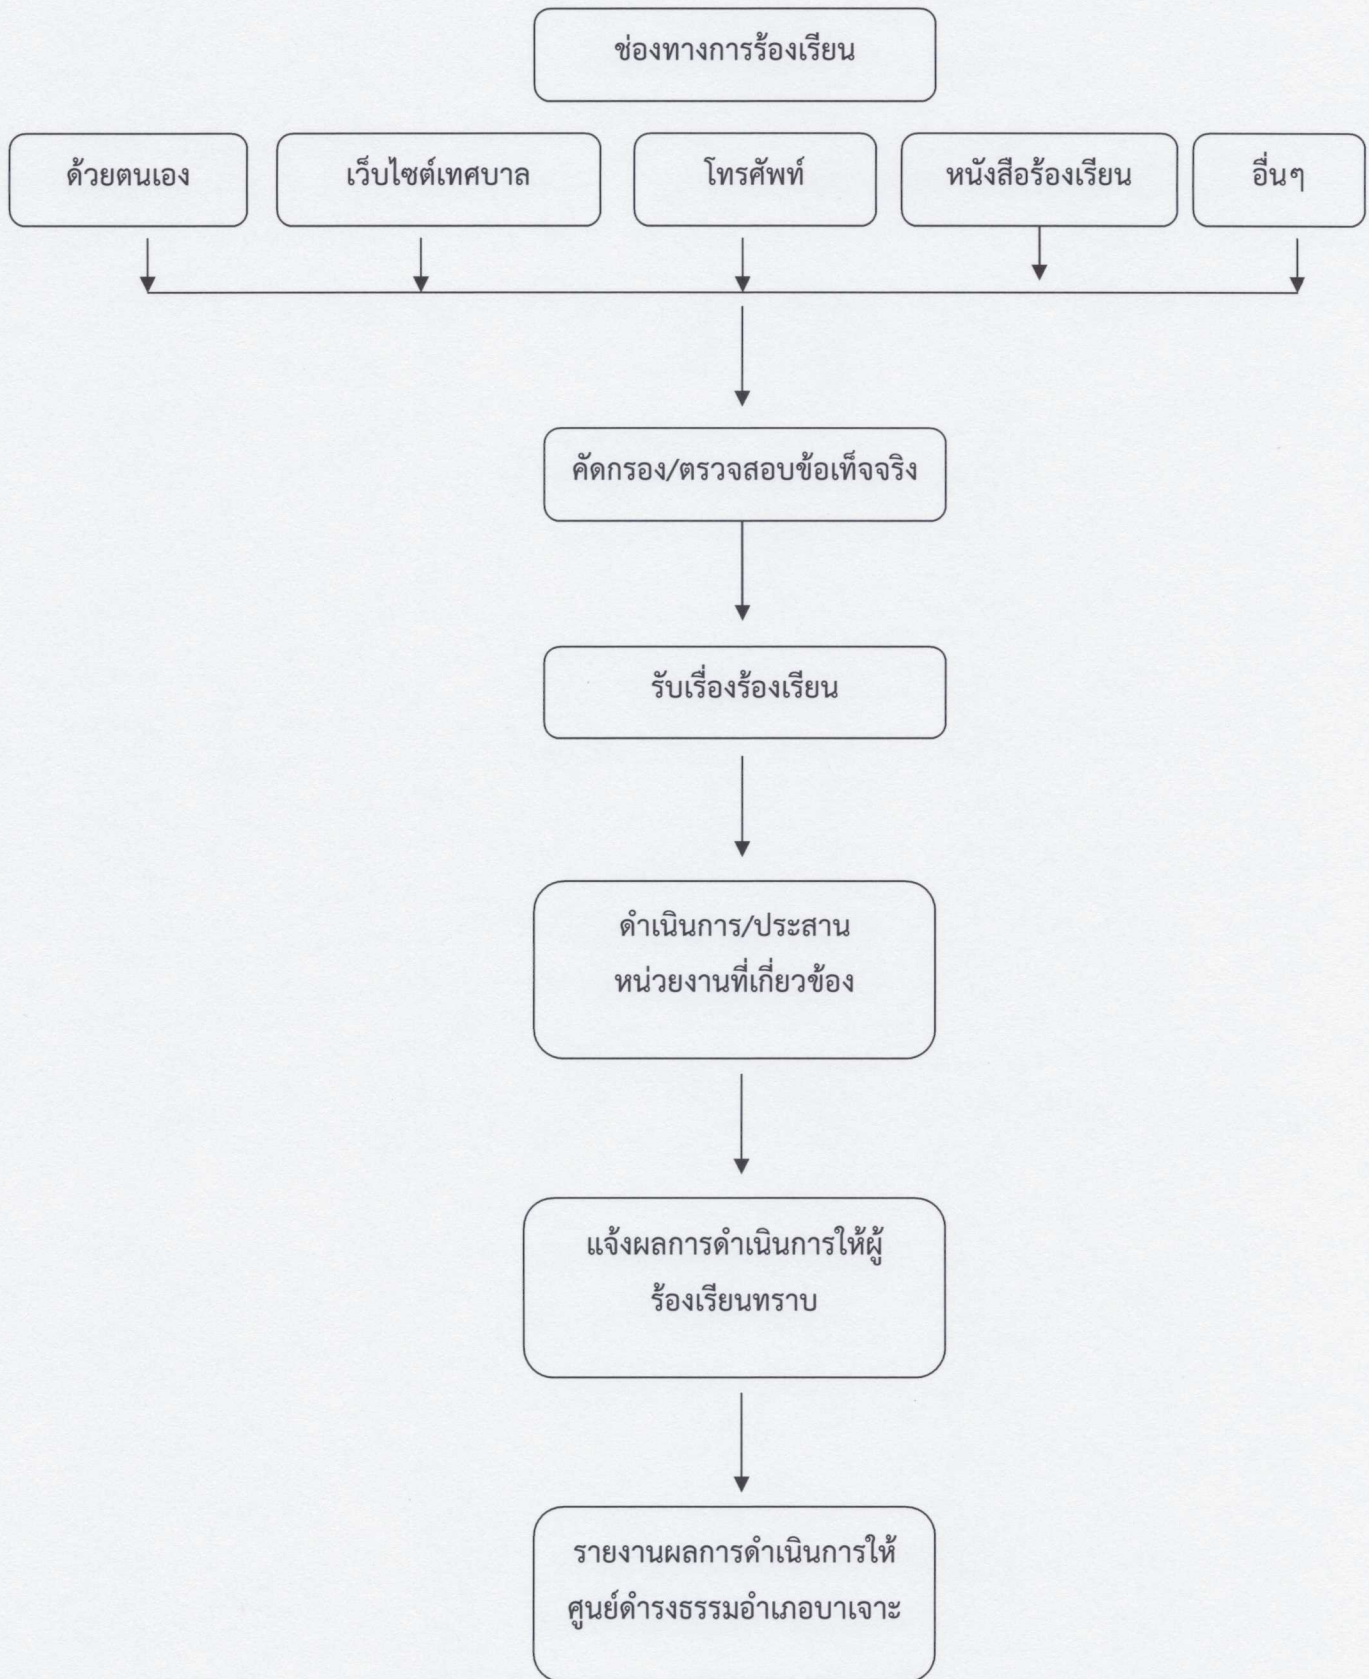 ช่องทางการร้องเรียน
ด้วยตนเอง
เว็บไซต์เทศบาล
โทรศัพท์
หนังสือร้องเรียน
อื่นๆ
คัดกรอง/ตรวจสอบข้อเท็จจริง
รับเรื่องร้องเรียน
ดำเนินการ/ประสาน
หน่วยงานที่เกี่ยวข้อง
แจ้งผลการดำเนินการให้ผู้
ร้องเรียนทราบ
รายงานผลการดำเนินการให้
ศูนย์ดำรงธรรมอำเภอบาเจาะ